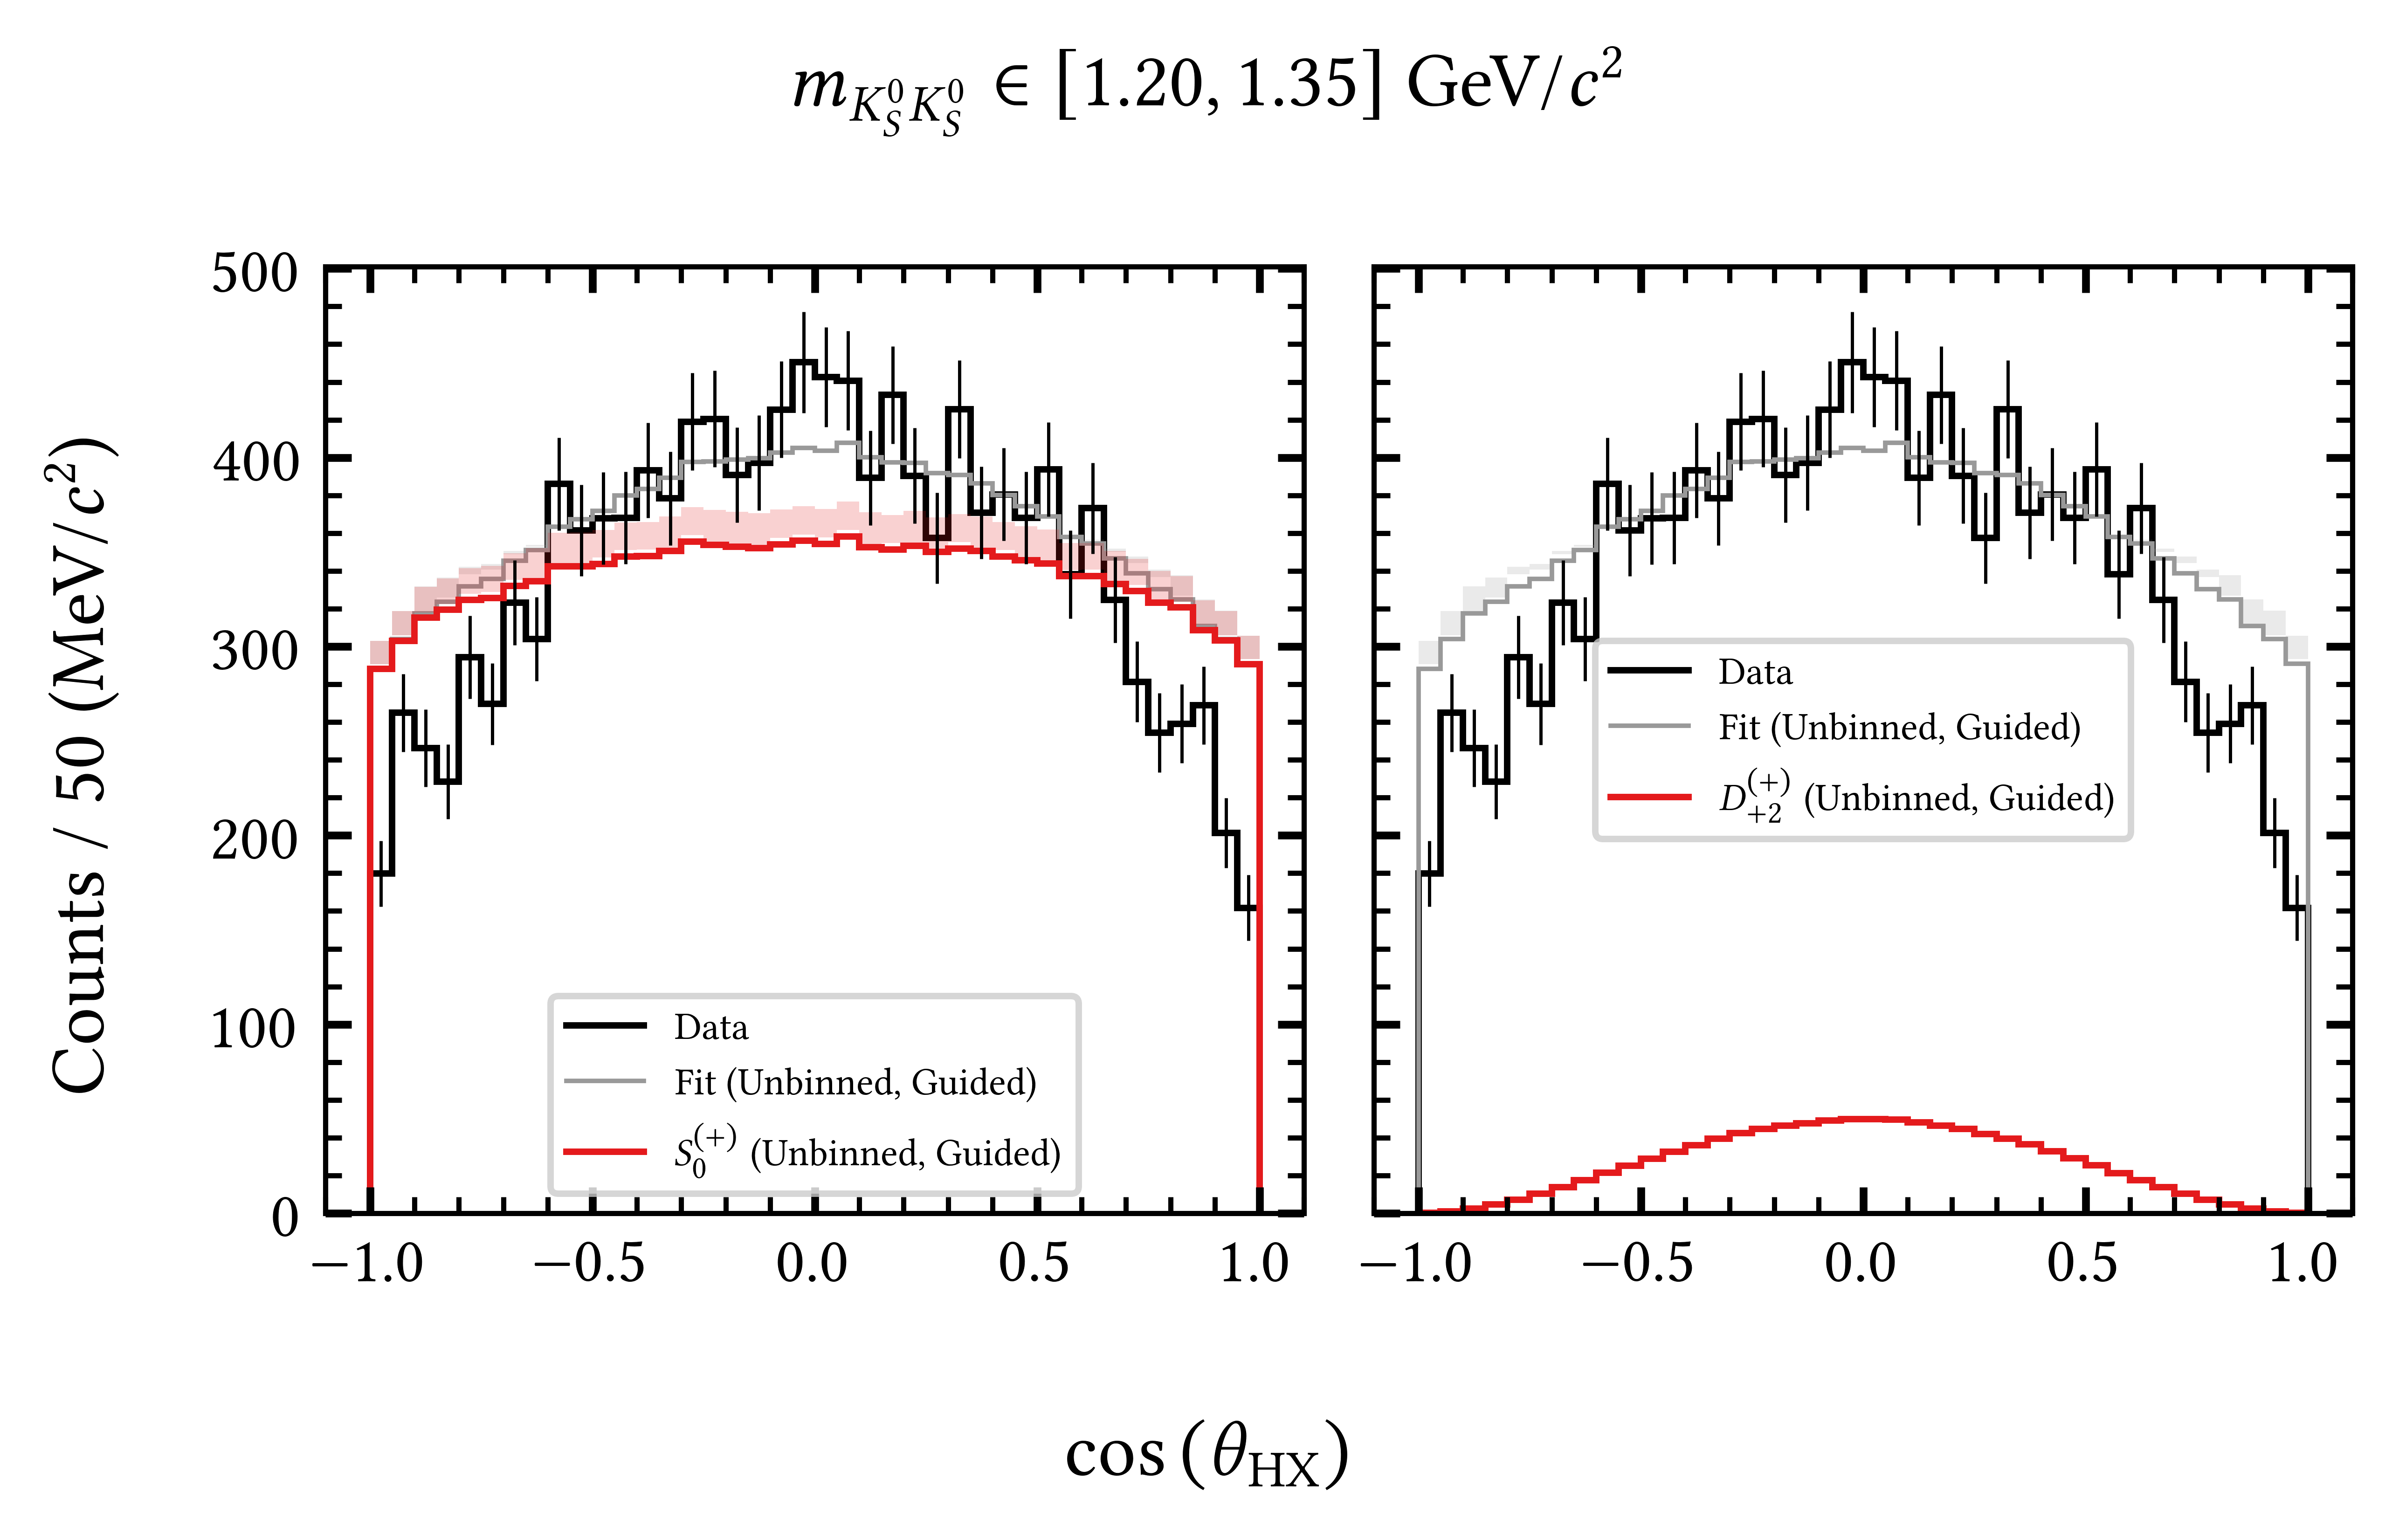 m_{K_S^0 K_S^0} ∈ [1.20, 1.35] GeV/c²
Counts / 50 (MeV/c²)
500
400
300
200
100
0
Data
Fit (Unbinned, Guided)
S_0^{(+)} (Unbinned, Guided)
−1.0
−0.5
0.0
0.5
1.0
Data
Fit (Unbinned, Guided)
D_{+2}^{(+)} (Unbinned, Guided)
−1.0
−0.5
0.0
0.5
1.0
cos (θ_{HX})